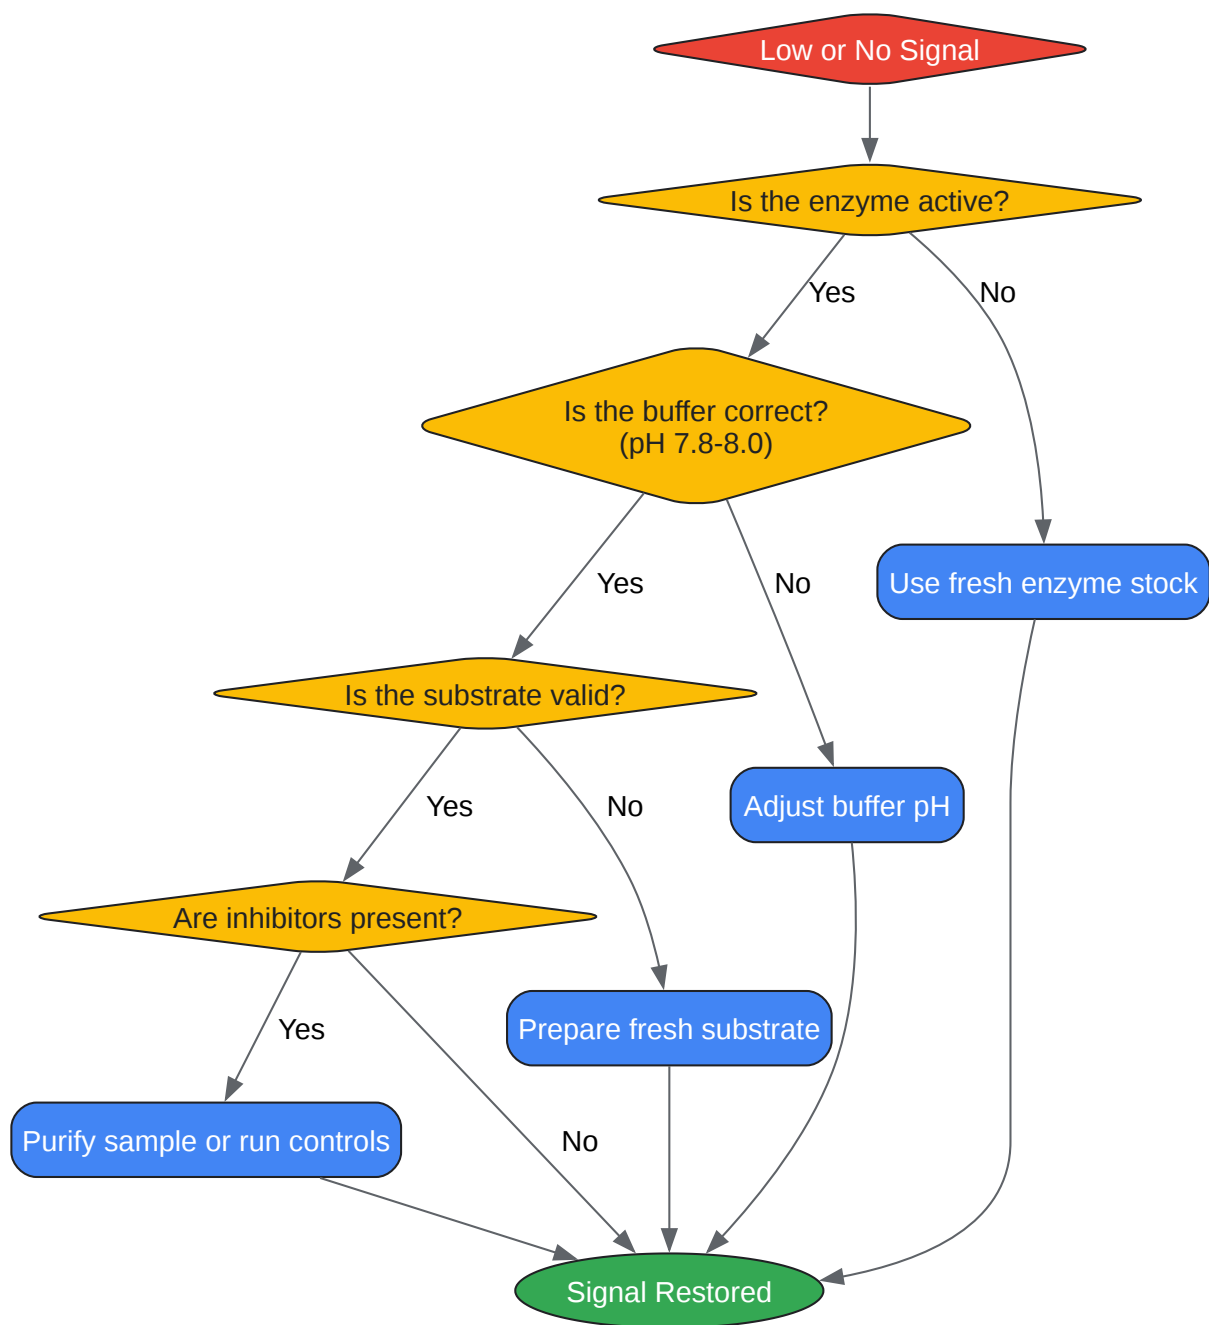 Low or No Signal
Is the enzyme active?
Yes
No
Is the buffer correct?
(pH 7.8-8.0)
Yes
No
Use fresh enzyme stock
Is the substrate valid?
Yes
No
Adjust buffer pH
Are inhibitors present?
Yes
Prepare fresh substrate
Purify sample or run controls
No
Signal Restored